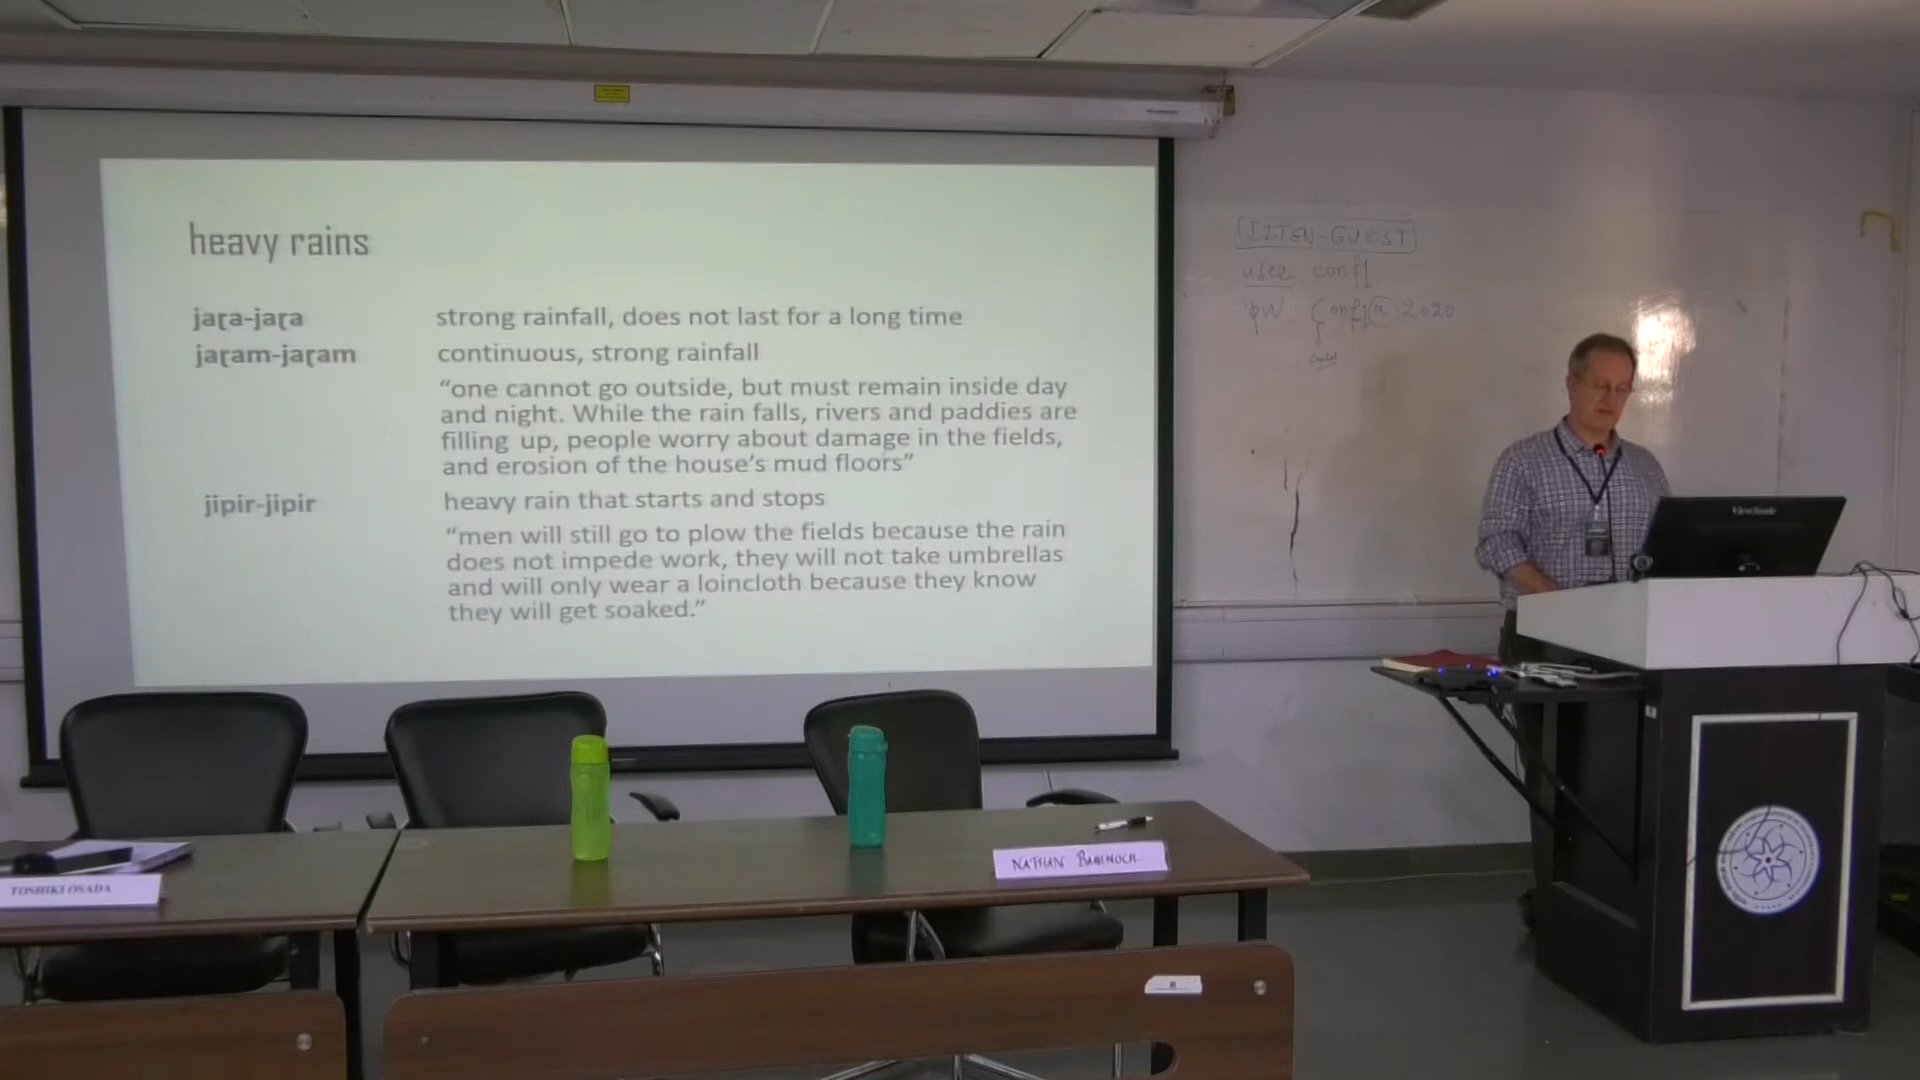 heavy rains
jaɽa-jaɽa strong rainfall, does not last for a long time
jaɽam-jaɽam continuous, strong rainfall
“one cannot go outside, but must remain inside day
and night. While the rain falls, rivers and paddies are
filling up, people worry about damage in the fields,
and erosion of the house’s mud floors”
jipir-jipir heavy rain that starts and stops
“men will still go to plow the fields because the rain
does not impede work, they will not take umbrellas
and will only wear a loincloth because they know
they will get soaked.”
IITGN-GUEST
user conf1
pw: Conf1@2020
Capital
ViewSonic
TOSHIKI OSADA
NATHAN BADENOCH